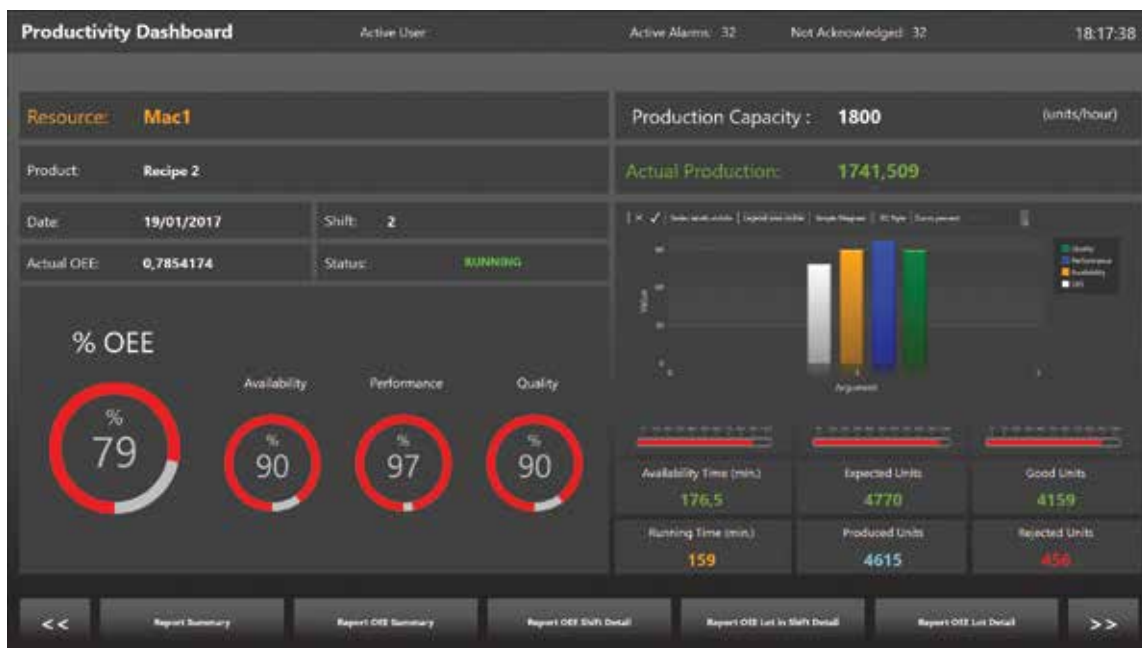 Productivity Dashboard Active User: Active Alarms: 32 Not Acknowledged: 32 18:17:38
Resource: Mac1
Production Capacity : 1800 (units/hour)
Product: Recipe 2
Actual Production: 1741,509
Date: 19/01/2017 Shift: 2
Actual OEE: 0,7854174 Status: RUNNING
% OEE
Availability Performance Quality
% 79
% 90
% 97
% 90
Quality
Performance
Availability
Value
Argument
Availability Time (min.) Expected Units Good Units
176,5 4770 4159
Running Time (min.) Produced Units Rejected Units
159 4615 456
<< Report Summary Report OEE Summary Report OEE Shift Detail Report OEE Lot in Shift Detail Report OEE Lot Detail >>